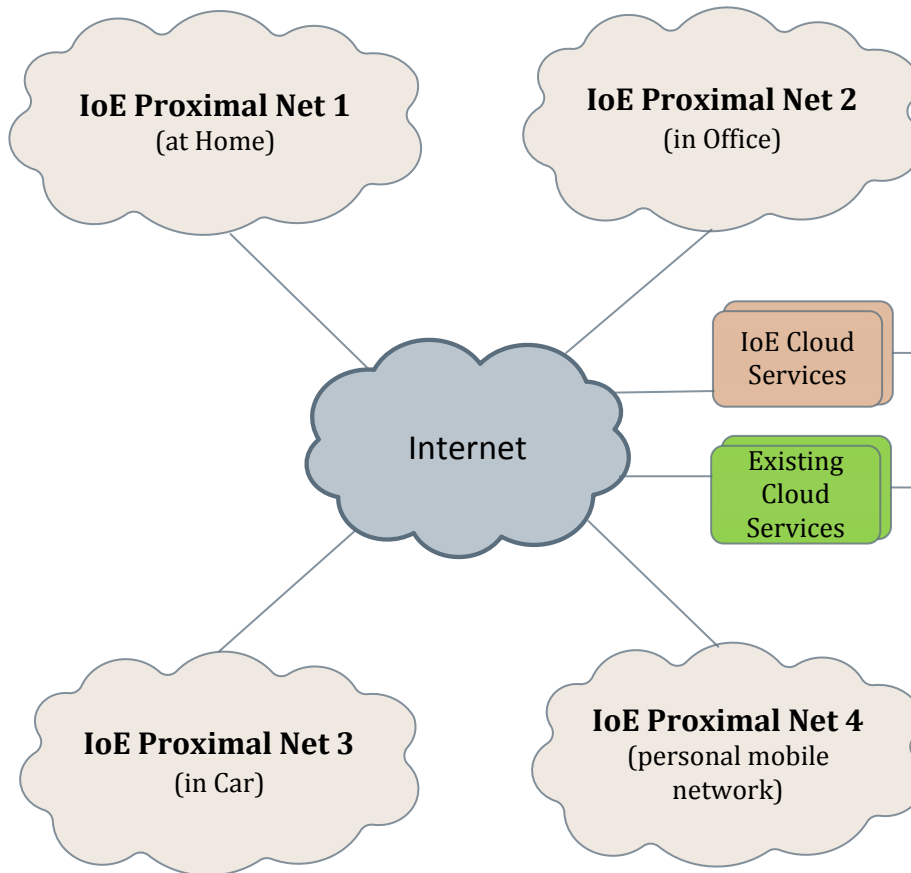 IoE Proximal Net 1
(at Home)
IoE Proximal Net 2
(in Office)
IoE Cloud
Services
Internet
Existing
Cloud
Services
IoE Proximal Net 3
(in Car)
IoE Proximal Net 4
(personal mobile
network)